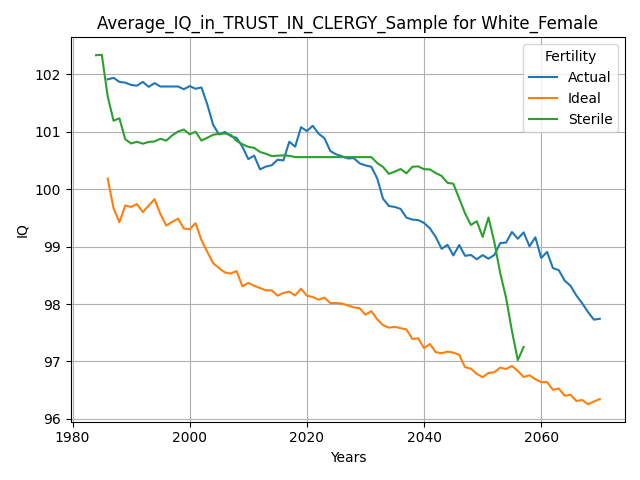 Average_IQ_in_TRUST_IN_CLERGY_Sample for White_Female
Fertility
Actual
Ideal
Sterile
IQ
102
101
100
99
98
97
96
1980 2000 2020 2040 2060
Years